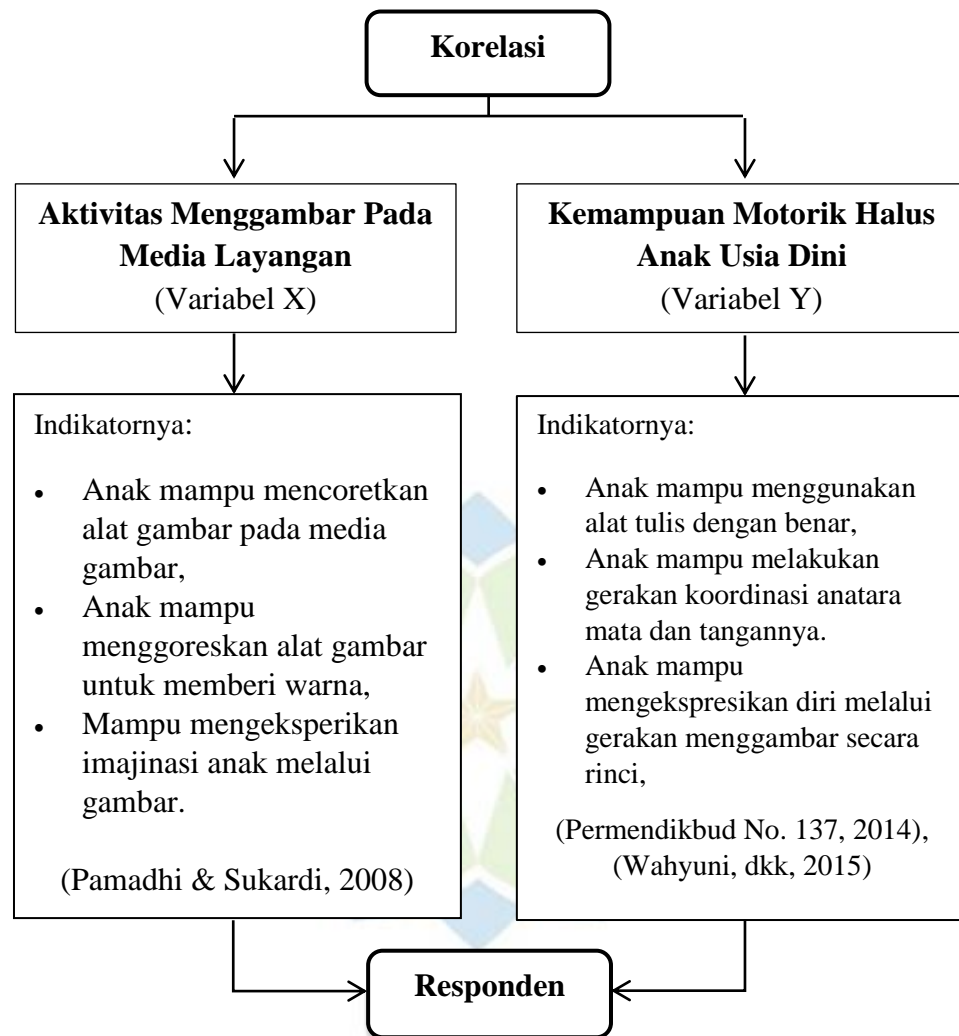 Korelasi
Aktivitas Menggambar Pada
Media Layangan
(Variabel X)
Kemampuan Motorik Halus
Anak Usia Dini
(Variabel Y)
Indikatornya:
• Anak mampu mencoretkan
alat gambar pada media
gambar,
• Anak mampu
menggoreskan alat gambar
untuk memberi warna,
• Mampu mengeksperikan
imajinasi anak melalui
gambar.
(Pamadhi & Sukardi, 2008)
Indikatornya:
• Anak mampu menggunakan
alat tulis dengan benar,
• Anak mampu melakukan
gerakan koordinasi anatara
mata dan tangannya.
• Anak mampu
mengekspresikan diri melalui
gerakan menggambar secara
rinci,
(Permendikbud No. 137, 2014),
(Wahyuni, dkk, 2015)
Responden